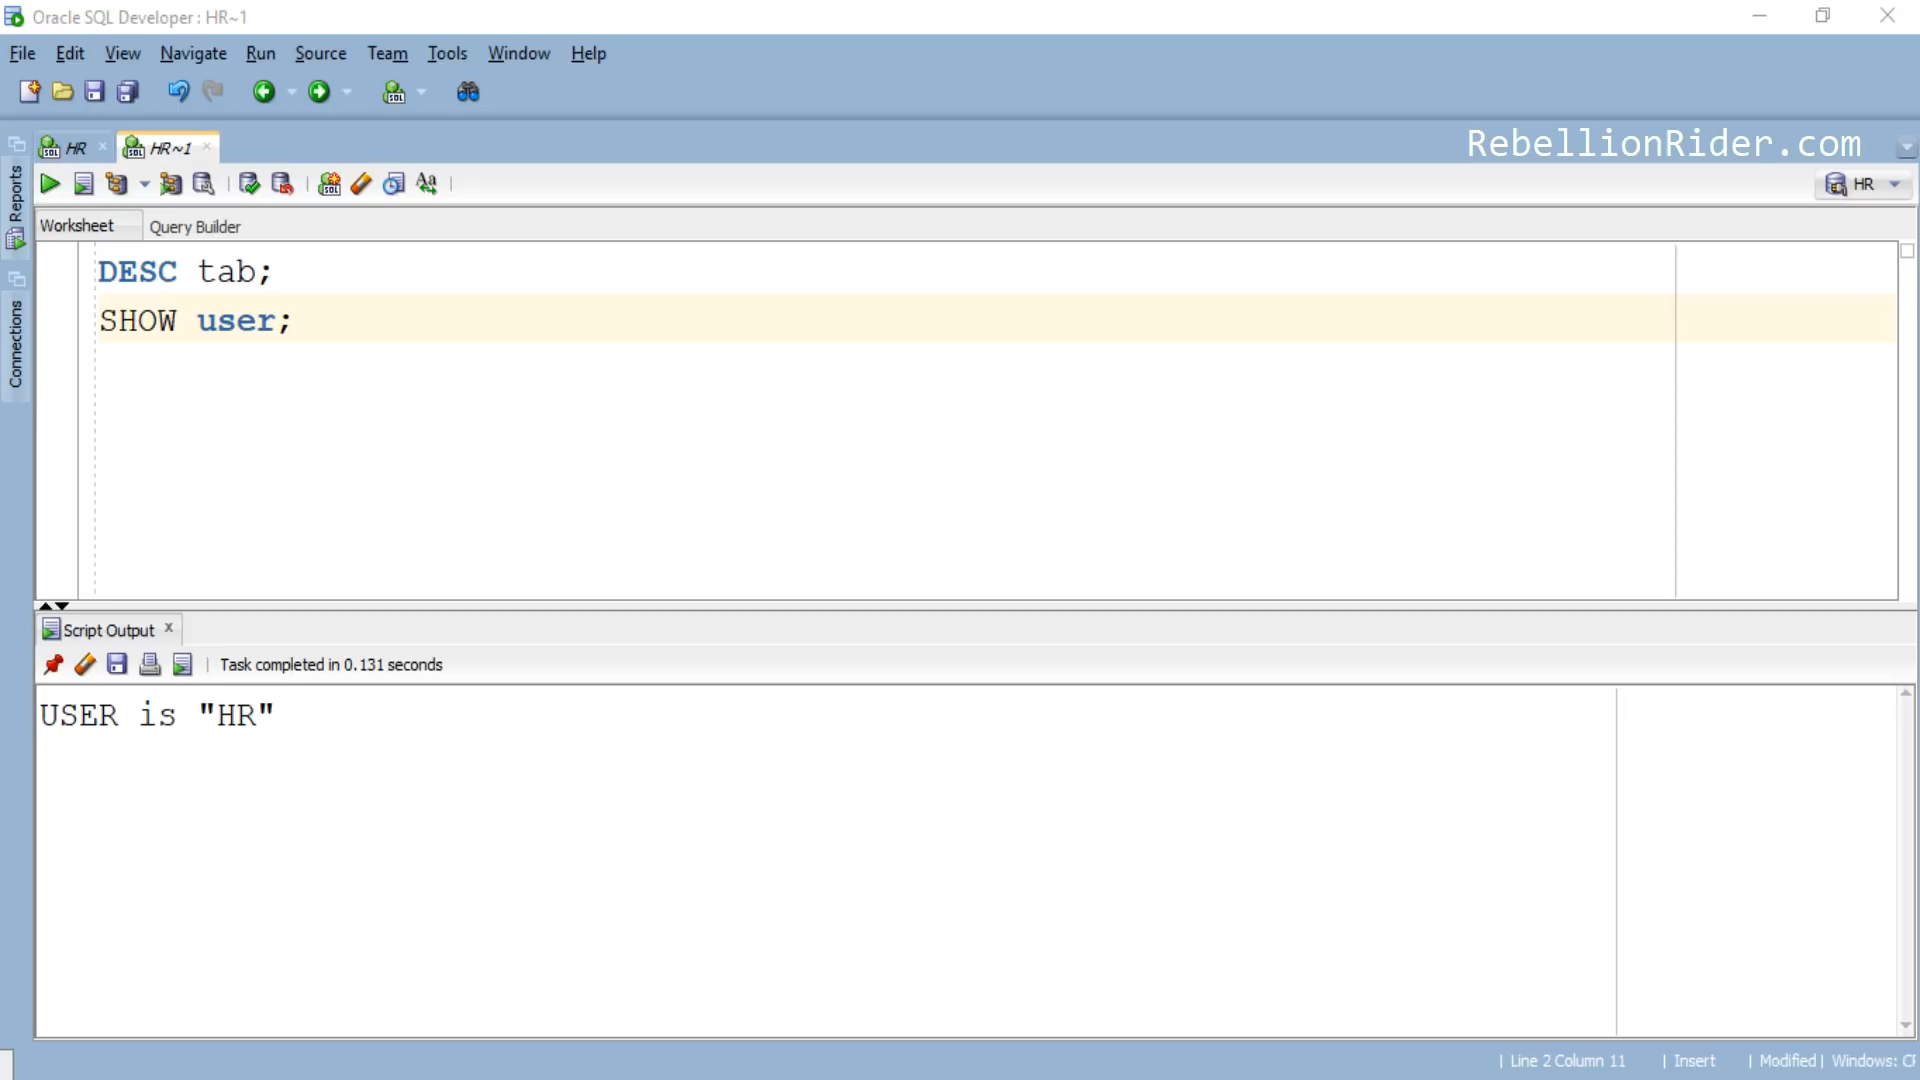 Oracle SQL Developer : HR~1
File Edit View Navigate Run Source Team Tools Window Help
HR HR~1
RebellionRider.com
HR
Reports
Connections
Worksheet Query Builder
DESC tab;
SHOW user;
Script Output
Task completed in 0.131 seconds
USER is "HR"
| Line 2 Column 11 | Insert | Modified | Windows: CR